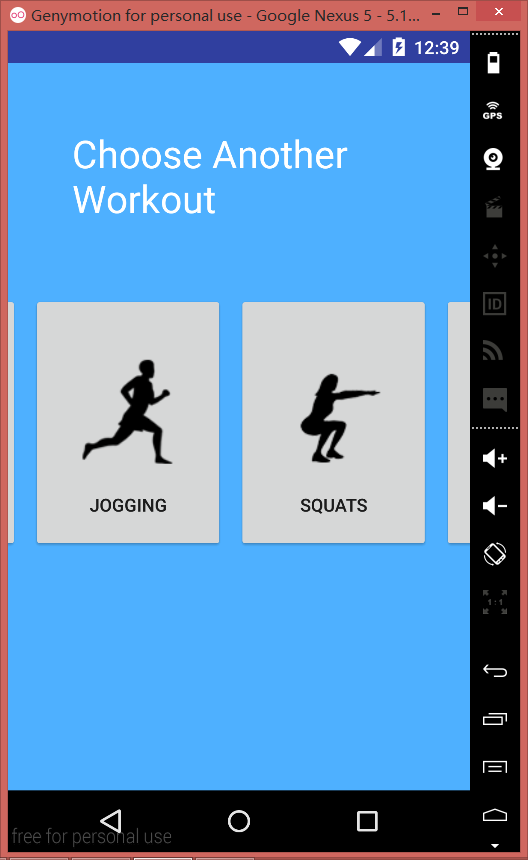 Genymotion for personal use - Google Nexus 5 - 5.1...
12:39
GPS
Choose Another
Workout
ID
JOGGING
SQUATS
1:1
free for personal use